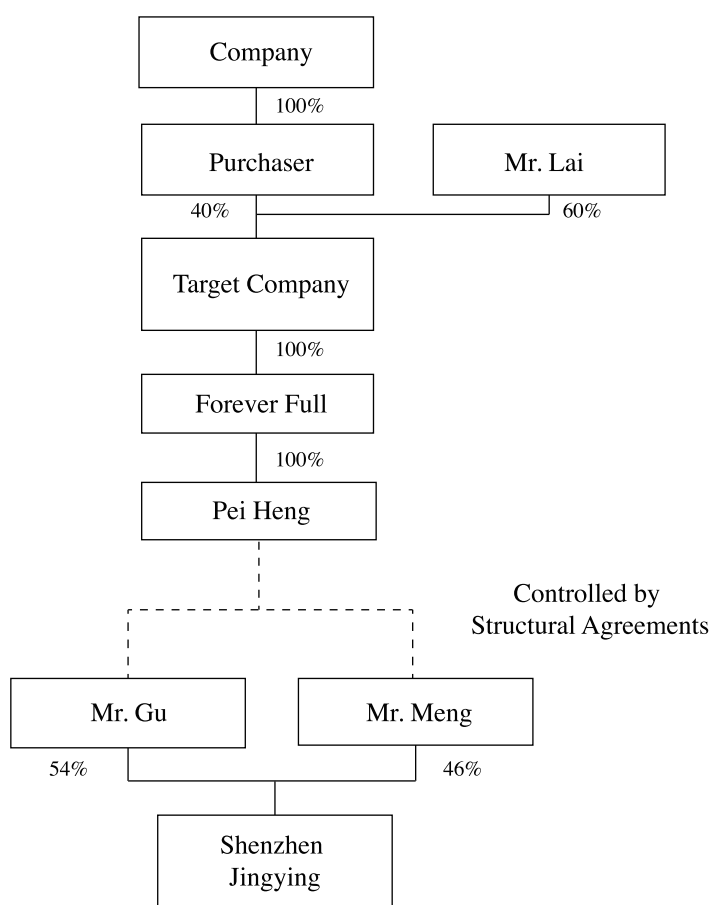 Company
100%
Purchaser
Mr. Lai
40%
60%
Target Company
100%
Forever Full
100%
Pei Heng
Controlled by
Structural Agreements
Mr. Gu
Mr. Meng
54%
46%
Shenzhen
Jingying